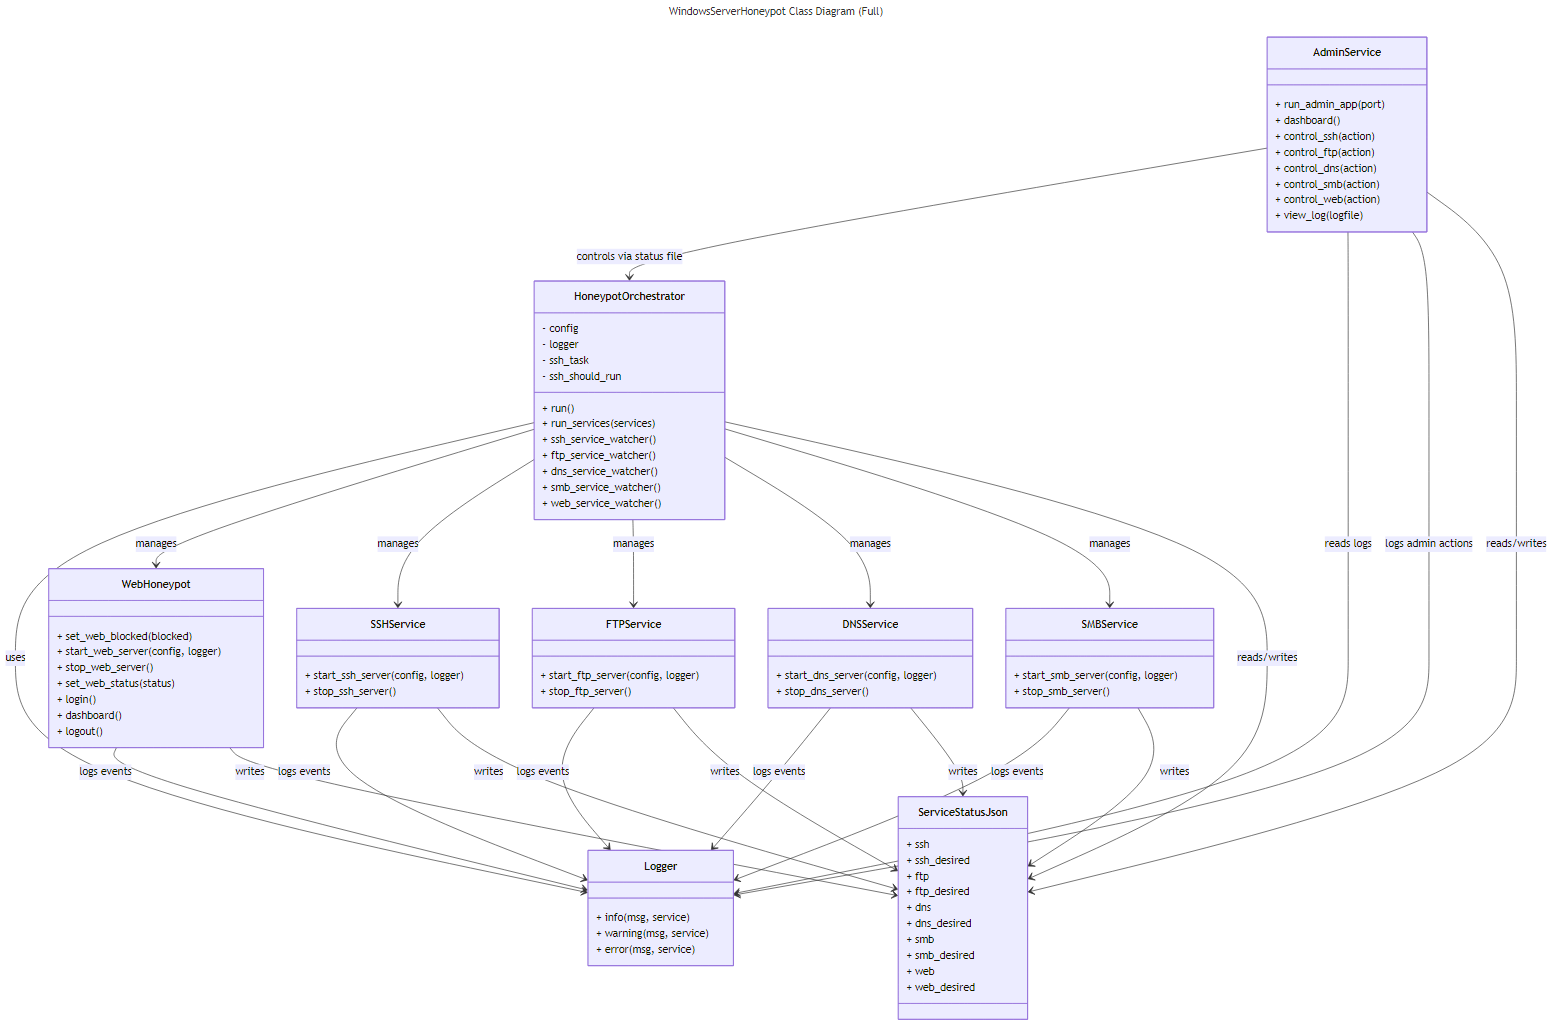 WindowsServerHoneypot Class Diagram (Full)
AdminService
+ run_admin_app(port)
+ dashboard()
+ control_ssh(action)
+ control_ftp(action)
+ control_dns(action)
+ control_smb(action)
+ control_web(action)
+ view_log(logfile)
controls via status file
HoneypotOrchestrator
- config
- logger
- ssh_task
- ssh_should_run
+ run()
+ run_services(services)
+ ssh_service_watcher()
+ ftp_service_watcher()
+ dns_service_watcher()
+ smb_service_watcher()
+ web_service_watcher()
manages
manages
manages
manages
manages
reads logs
logs admin actions
reads/writes
WebHoneypot
+ set_web_blocked(blocked)
+ start_web_server(config, logger)
+ stop_web_server()
+ set_web_status(status)
+ login()
+ dashboard()
+ logout()
SSHService
+ start_ssh_server(config, logger)
+ stop_ssh_server()
FTPService
+ start_ftp_server(config, logger)
+ stop_ftp_server()
DNSService
+ start_dns_server(config, logger)
+ stop_dns_server()
SMBService
+ start_smb_server(config, logger)
+ stop_smb_server()
uses
reads/writes
logs events
writes
logs events
writes
logs events
writes
logs events
writes
logs events
writes
Logger
+ info(msg, service)
+ warning(msg, service)
+ error(msg, service)
ServiceStatusJson
+ ssh
+ ssh_desired
+ ftp
+ ftp_desired
+ dns
+ dns_desired
+ smb
+ smb_desired
+ web
+ web_desired